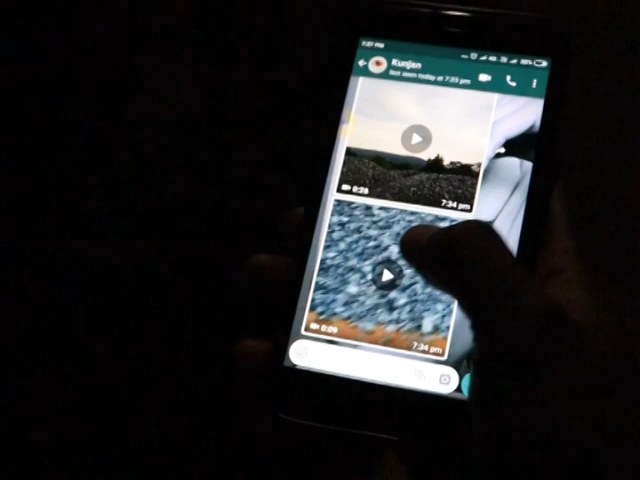 7:37 PM
Kunjan
last seen today at 7:35 pm
0:28
7:34 pm
0:09
7:34 pm